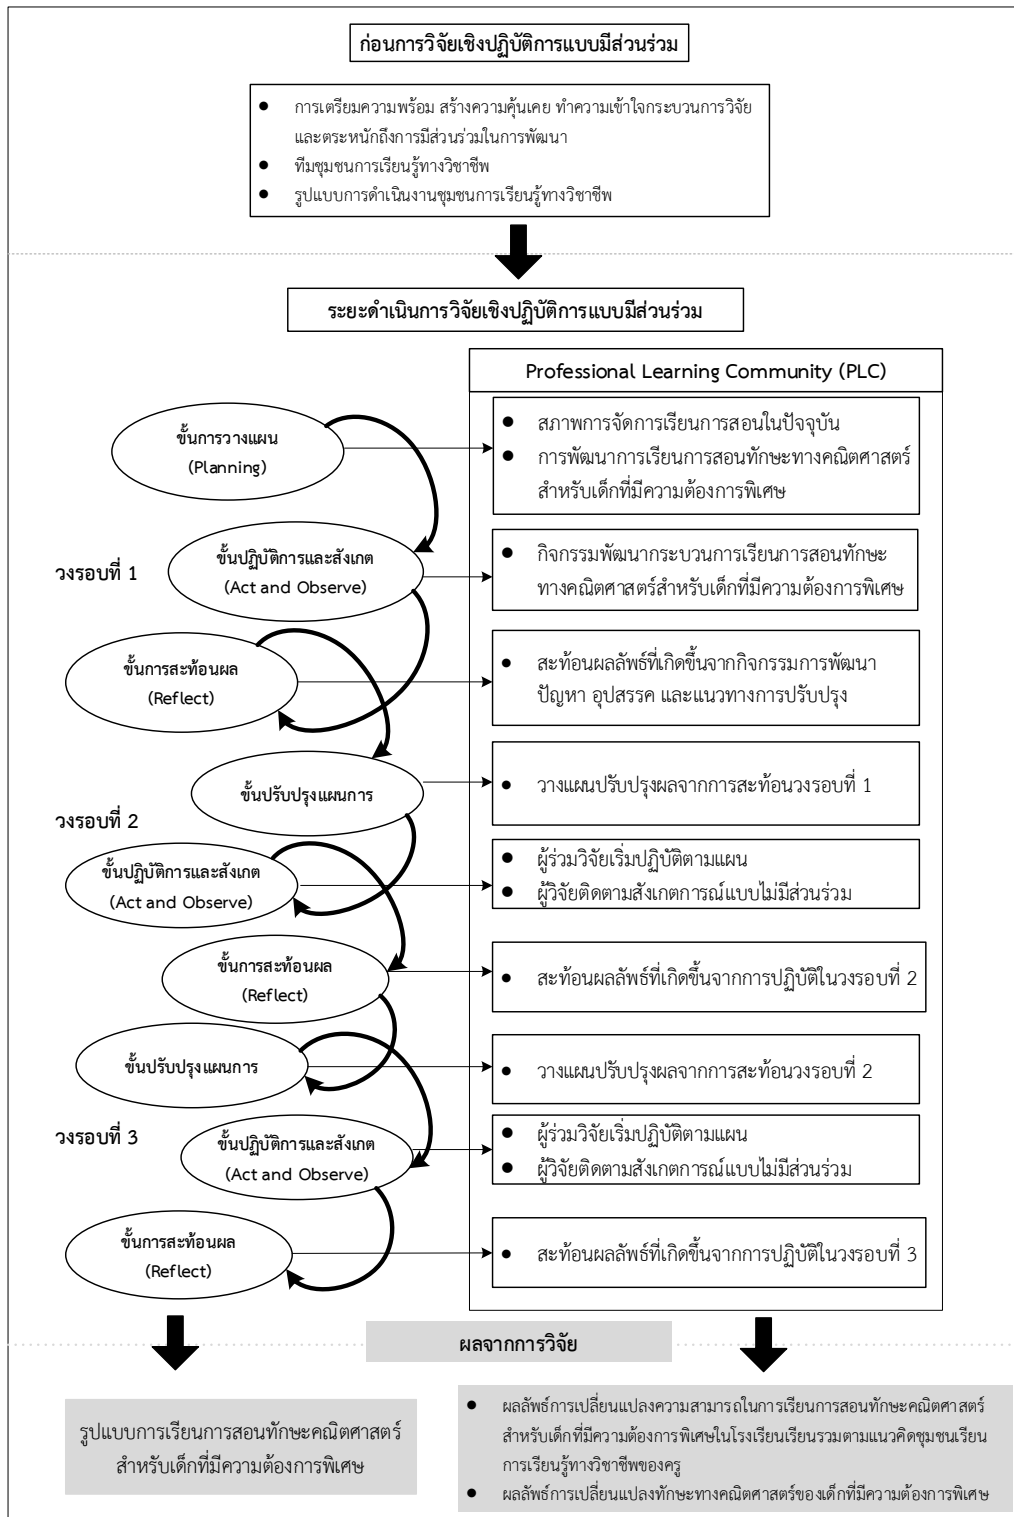 ก่อนการวิจัยเชิงปฏิบัติการแบบมีส่วนร่วม
● การเตรียมความพร้อม สร้างความคุ้นเคย ทำความเข้าใจกระบวนการวิจัย
และตระหนักถึงการมีส่วนร่วมในการพัฒนา
● ทีมชุมชนการเรียนรู้ทางวิชาชีพ
● รูปแบบการดำเนินงานชุมชนการเรียนรู้ทางวิชาชีพ
ระยะดำเนินการวิจัยเชิงปฏิบัติการแบบมีส่วนร่วม
Professional Learning Community (PLC)
ขั้นการวางแผน
(Planning)
● สภาพการจัดการเรียนการสอนในปัจจุบัน
● การพัฒนาการเรียนการสอนทักษะทางคณิตศาสตร์
สำหรับเด็กที่มีความต้องการพิเศษ
วงรอบที่ 1
ขั้นปฏิบัติการและสังเกต
(Act and Observe)
● กิจกรรมพัฒนากระบวนการเรียนการสอนทักษะ
ทางคณิตศาสตร์สำหรับเด็กที่มีความต้องการพิเศษ
ขั้นการสะท้อนผล
(Reflect)
● สะท้อนผลลัพธ์ที่เกิดขึ้นจากกิจกรรมการพัฒนา
ปัญหา อุปสรรค และแนวทางการปรับปรุง
ขั้นปรับปรุงแผนการ
● วางแผนปรับปรุงผลจากการสะท้อนวงรอบที่ 1
วงรอบที่ 2
ขั้นปฏิบัติการและสังเกต
(Act and Observe)
● ผู้ร่วมวิจัยเริ่มปฏิบัติตามแผน
● ผู้วิจัยติดตามสังเกตการณ์แบบไม่มีส่วนร่วม
ขั้นการสะท้อนผล
(Reflect)
● สะท้อนผลลัพธ์ที่เกิดขึ้นจากการปฏิบัติในวงรอบที่ 2
ขั้นปรับปรุงแผนการ
● วางแผนปรับปรุงผลจากการสะท้อนวงรอบที่ 2
วงรอบที่ 3
ขั้นปฏิบัติการและสังเกต
(Act and Observe)
● ผู้ร่วมวิจัยเริ่มปฏิบัติตามแผน
● ผู้วิจัยติดตามสังเกตการณ์แบบไม่มีส่วนร่วม
ขั้นการสะท้อนผล
(Reflect)
● สะท้อนผลลัพธ์ที่เกิดขึ้นจากการปฏิบัติในวงรอบที่ 3
ผลจากการวิจัย
รูปแบบการเรียนการสอนทักษะคณิตศาสตร์
สำหรับเด็กที่มีความต้องการพิเศษ
● ผลลัพธ์การเปลี่ยนแปลงความสามารถในการเรียนการสอนทักษะคณิตศาสตร์
สำหรับเด็กที่มีความต้องการพิเศษในโรงเรียนเรียนรวมตามแนวคิดชุมชนเรียน
การเรียนรู้ทางวิชาชีพของครู
● ผลลัพธ์การเปลี่ยนแปลงทักษะทางคณิตศาสตร์ของเด็กที่มีความต้องการพิเศษ